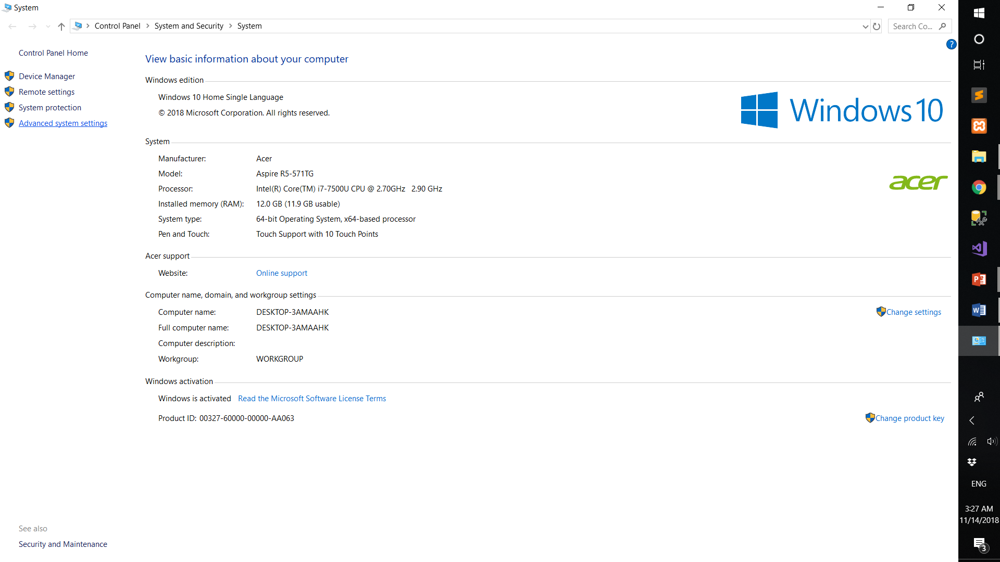 System
Control Panel > System and Security > System
Search Co...
Control Panel Home
Device Manager
Remote settings
System protection
Advanced system settings
See also
Security and Maintenance
?
View basic information about your computer
Windows edition
Windows 10 Home Single Language
© 2018 Microsoft Corporation. All rights reserved.
Windows 10
System
Manufacturer: Acer
Model: Aspire R5-571TG
Processor: Intel(R) Core(TM) i7-7500U CPU @ 2.70GHz 2.90 GHz
Installed memory (RAM): 12.0 GB (11.9 GB usable)
System type: 64-bit Operating System, x64-based processor
Pen and Touch: Touch Support with 10 Touch Points
acer
Acer support
Website: Online support
Computer name, domain, and workgroup settings
Computer name: DESKTOP-3AMAAHK
Change settings
Full computer name: DESKTOP-3AMAAHK
Computer description:
Workgroup: WORKGROUP
Windows activation
Windows is activated Read the Microsoft Software License Terms
Product ID: 00327-60000-00000-AA063
Change product key
ENG
3:27 AM
11/14/2018
3